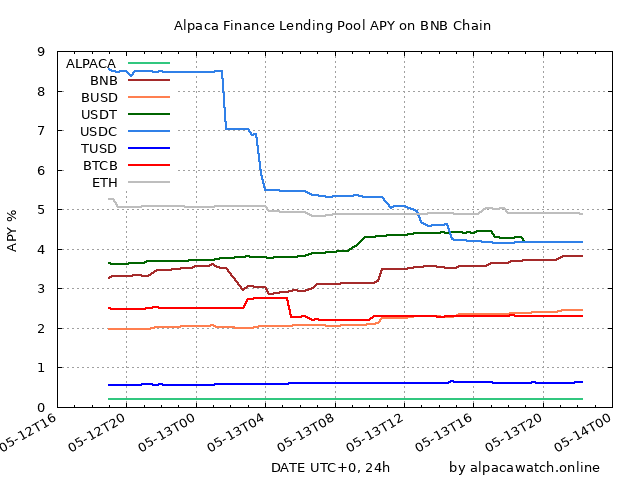 Alpaca Finance Lending Pool APY on BNB Chain
9
8
7
6
5
4
3
2
1
0
APY %
ALPACA
BNB
BUSD
USDT
USDC
TUSD
BTCB
ETH
05-12T16
05-12T20
05-13T00
05-13T04
05-13T08
05-13T12
05-13T16
05-13T20
05-14T00
DATE UTC+0, 24h
by alpacawatch.online